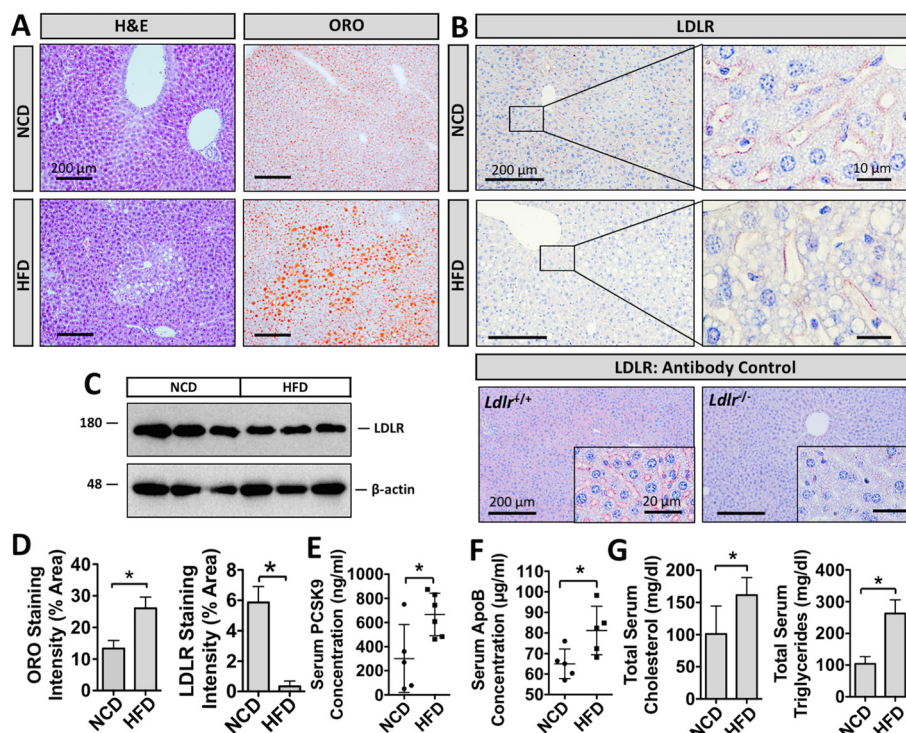 A
H&E
ORO
NCD
200 μm
HFD
B
LDLR
NCD
200 μm
10 μm
HFD
LDLR: Antibody Control
Ldlr+/+
200 μm
20 μm
Ldlr-/-
C
NCD
HFD
180
LDLR
48
β-actin
D
ORO Staining
Intensity (% Area)
40
30
20
10
0
*
NCD
HFD
LDLR Staining
Intensity (% Area)
8
6
4
2
0
*
NCD
HFD
E
Serum PCSK9
Concentration (ng/ml)
1000
800
600
400
200
0
*
NCD
HFD
F
Serum ApoB
Concentration (μg/ml)
110
100
90
80
70
60
*
NCD
HFD
G
Total Serum
Cholesterol (mg/dl)
200
150
100
50
0
*
NCD
HFD
Total Serum
Triglycerides (mg/dl)
400
300
200
100
0
*
NCD
HFD